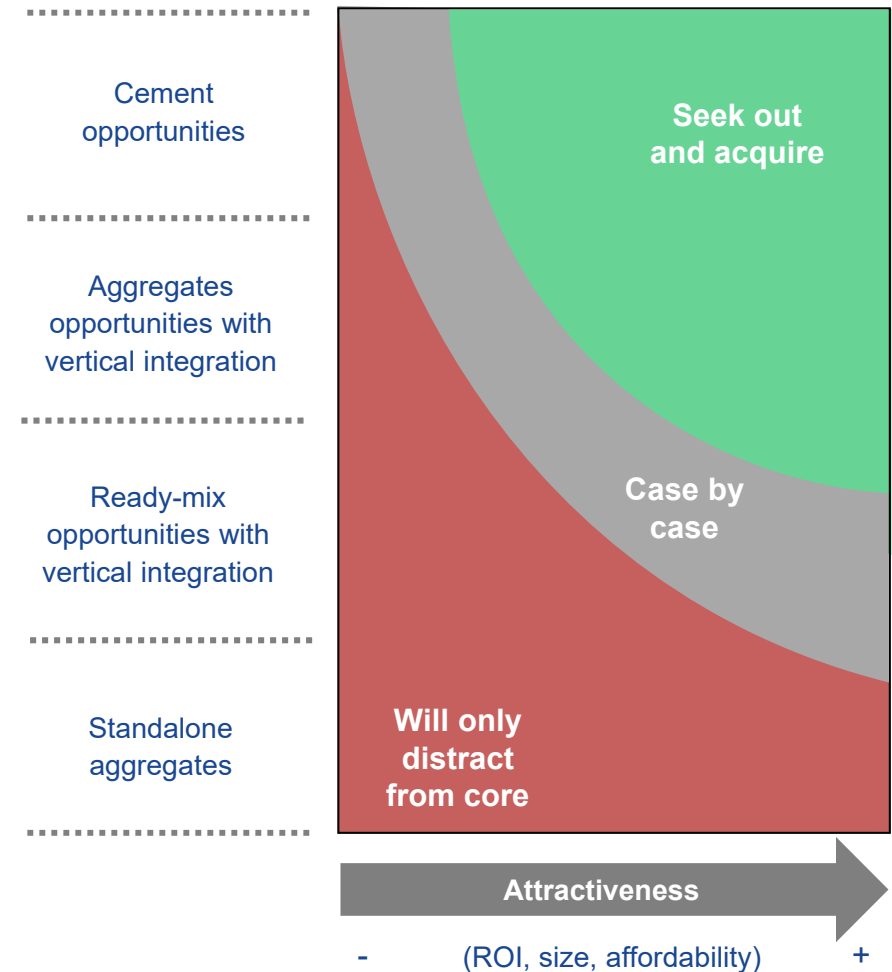 Cement
opportunities
Seek out
and acquire
Aggregates
opportunities with
vertical integration
Ready-mix
opportunities with
vertical integration
Case by
case
Standalone
aggregates
Will only
distract
from core
Attractiveness
- (ROI, size, affordability) +